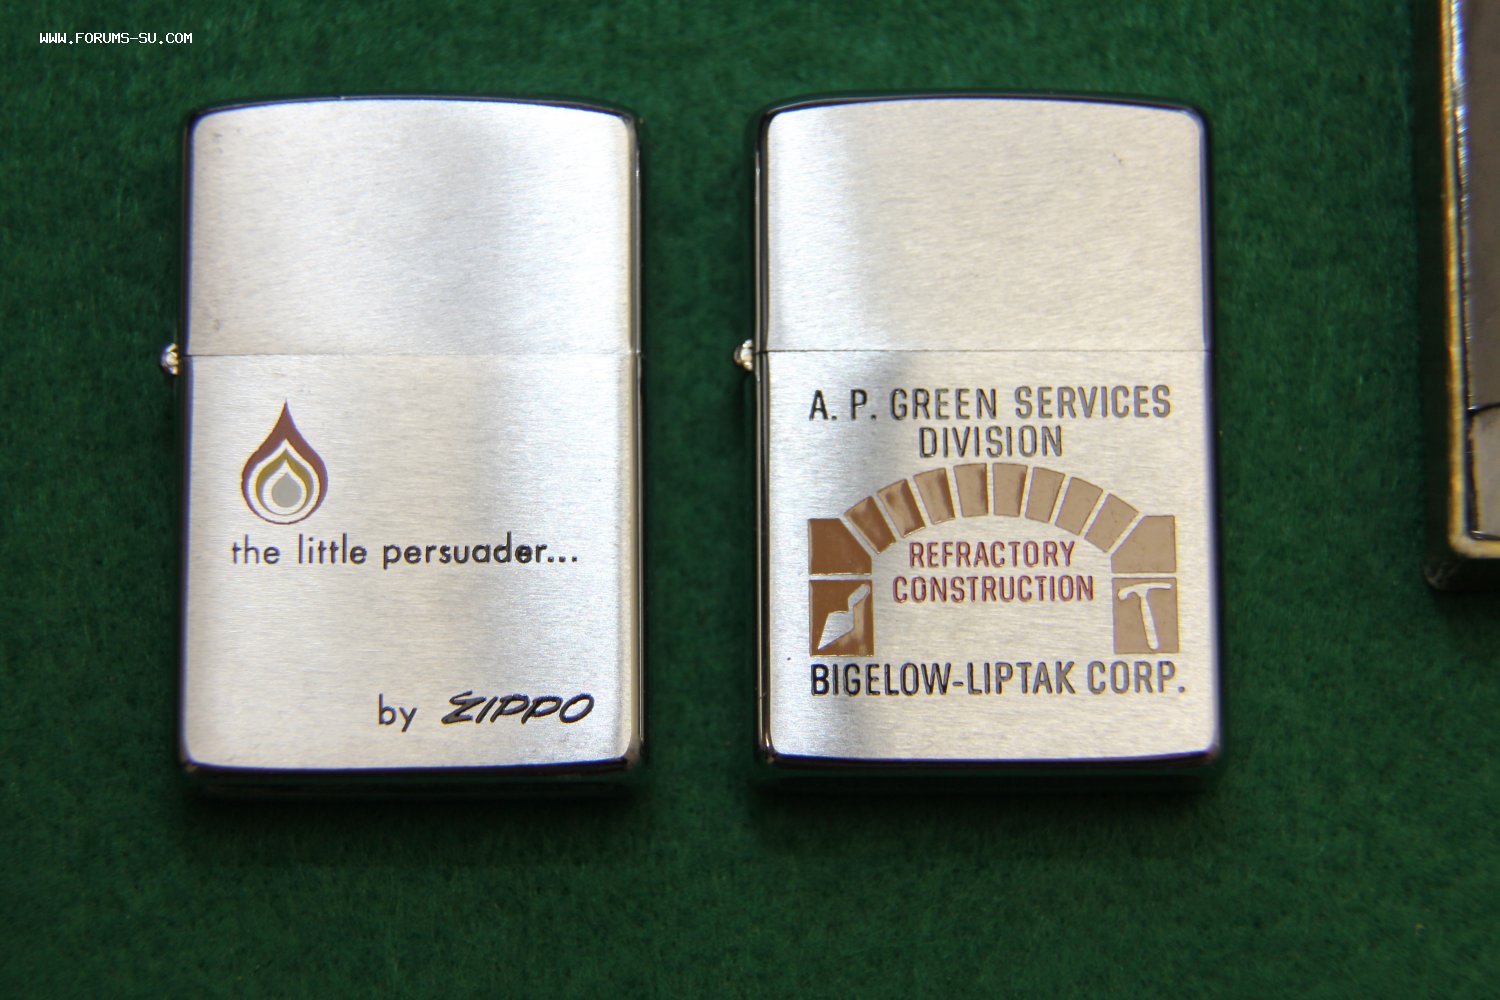 WWW.FORUMS-SU.COM
the little persuader...
by ZIPPO
A. P. GREEN SERVICES
DIVISION
REFRACTORY
CONSTRUCTION
BIGELOW-LIPTAK CORP.